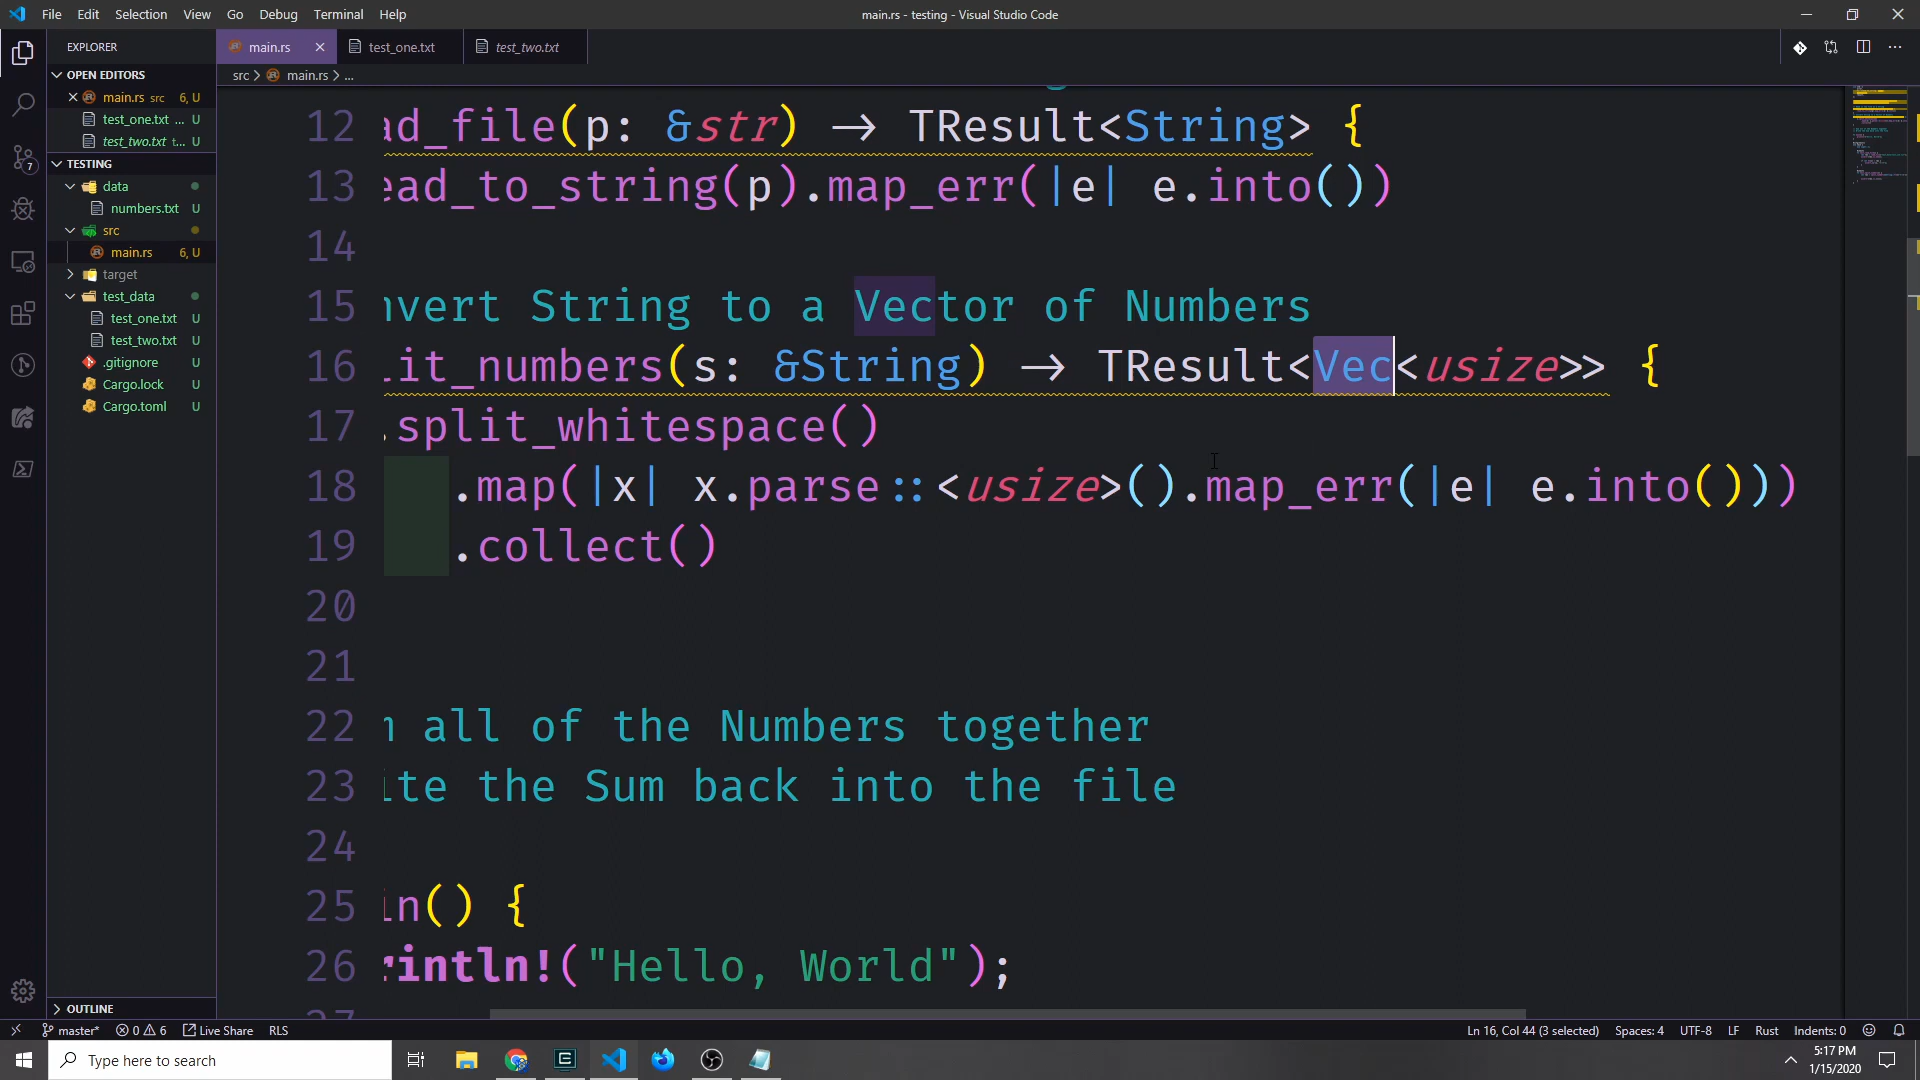 File Edit Selection View Go Debug Terminal Help
main.rs - testing - Visual Studio Code
EXPLORER
main.rs
test_one.txt
test_two.txt
OPEN EDITORS
main.rs src 6, U
test_one.txt ... U
test_two.txt t... U
TESTING
data
numbers.txt U
src
main.rs 6, U
target
test_data
test_one.txt U
test_two.txt U
.gitignore U
Cargo.lock U
Cargo.toml U
7
OUTLINE
src > main.rs > ...
12 ad_file(p: &str) → TResult<String> {
13 ead_to_string(p).map_err(|e| e.into())
14
15 nvert String to a Vector of Numbers
16 lit_numbers(s: &String) → TResult<Vec<usize>> {
17 .split_whitespace()
18 .map(|x| x.parse::<usize>().map_err(|e| e.into()))
19 .collect()
20
21
22 m all of the Numbers together
23 ite the Sum back into the file
24
25 in() {
26 rintln!("Hello, World");
27
master* 0 6 Live Share RLS
Ln 16, Col 44 (3 selected) Spaces: 4 UTF-8 LF Rust Indents: 0
Type here to search
5:17 PM
1/15/2020